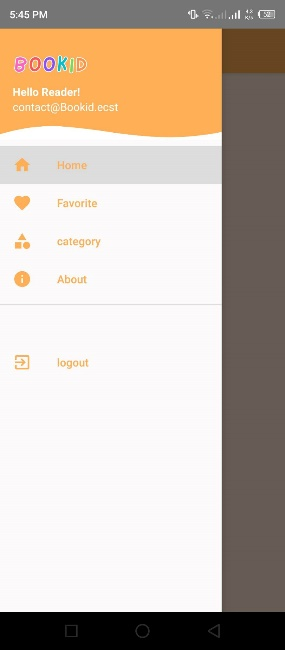 5:45 PM
BOOKID
Hello Reader!
contact@Bookid.ecst
Home
Favorite
category
About
logout